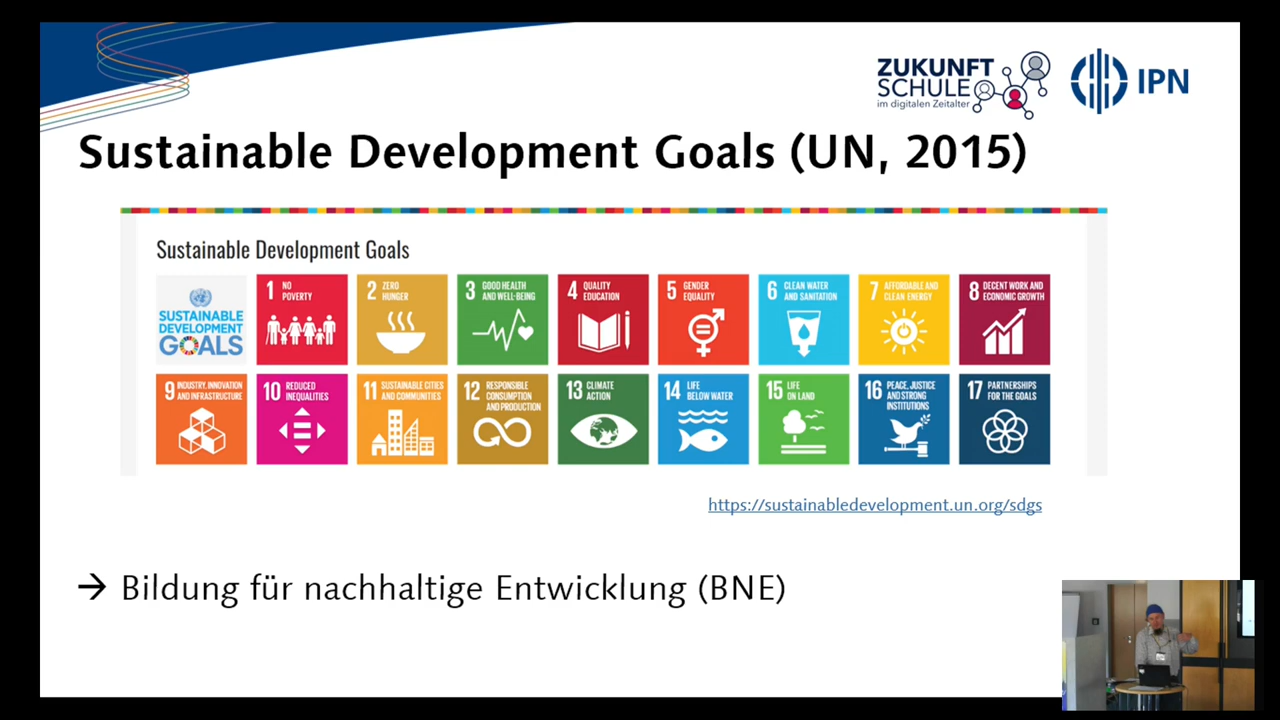 ZUKUNFT
SCHULE
im digitalen Zeitalter
IPN
Sustainable Development Goals (UN, 2015)
Sustainable Development Goals
SUSTAINABLE
DEVELOPMENT
GOALS
1 NO
POVERTY
2 ZERO
HUNGER
3 GOOD HEALTH
AND WELL-BEING
4 QUALITY
EDUCATION
5 GENDER
EQUALITY
6 CLEAN WATER
AND SANITATION
7 AFFORDABLE AND
CLEAN ENERGY
8 DECENT WORK AND
ECONOMIC GROWTH
9 INDUSTRY, INNOVATION
AND INFRASTRUCTURE
10 REDUCED
INEQUALITIES
11 SUSTAINABLE CITIES
AND COMMUNITIES
12 RESPONSIBLE
CONSUMPTION
AND PRODUCTION
13 CLIMATE
ACTION
14 LIFE
BELOW WATER
15 LIFE
ON LAND
16 PEACE, JUSTICE
AND STRONG
INSTITUTIONS
17 PARTNERSHIPS
FOR THE GOALS
https://sustainabledevelopment.un.org/sdgs
→ Bildung für nachhaltige Entwicklung (BNE)